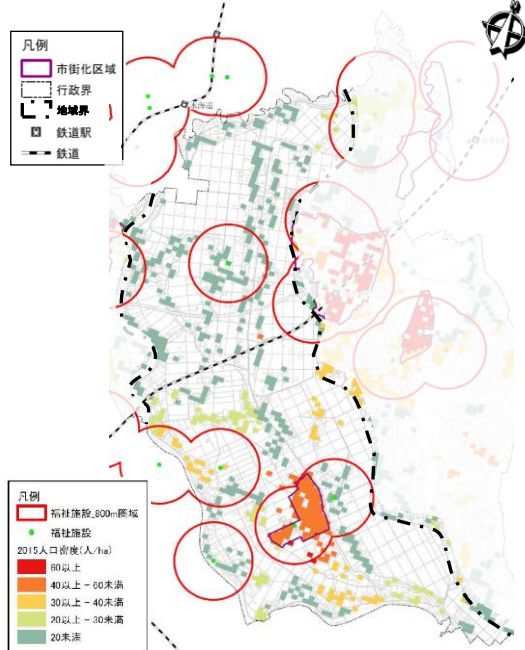 凡例
市街化区域
行政界
地域界
鉄道駅
鉄道
凡例
福祉施設_800m圏域
福祉施設
2015人口密度(人/ha)
60以上
40以上－60未満
30以上－40未満
20以上－30未満
20未満